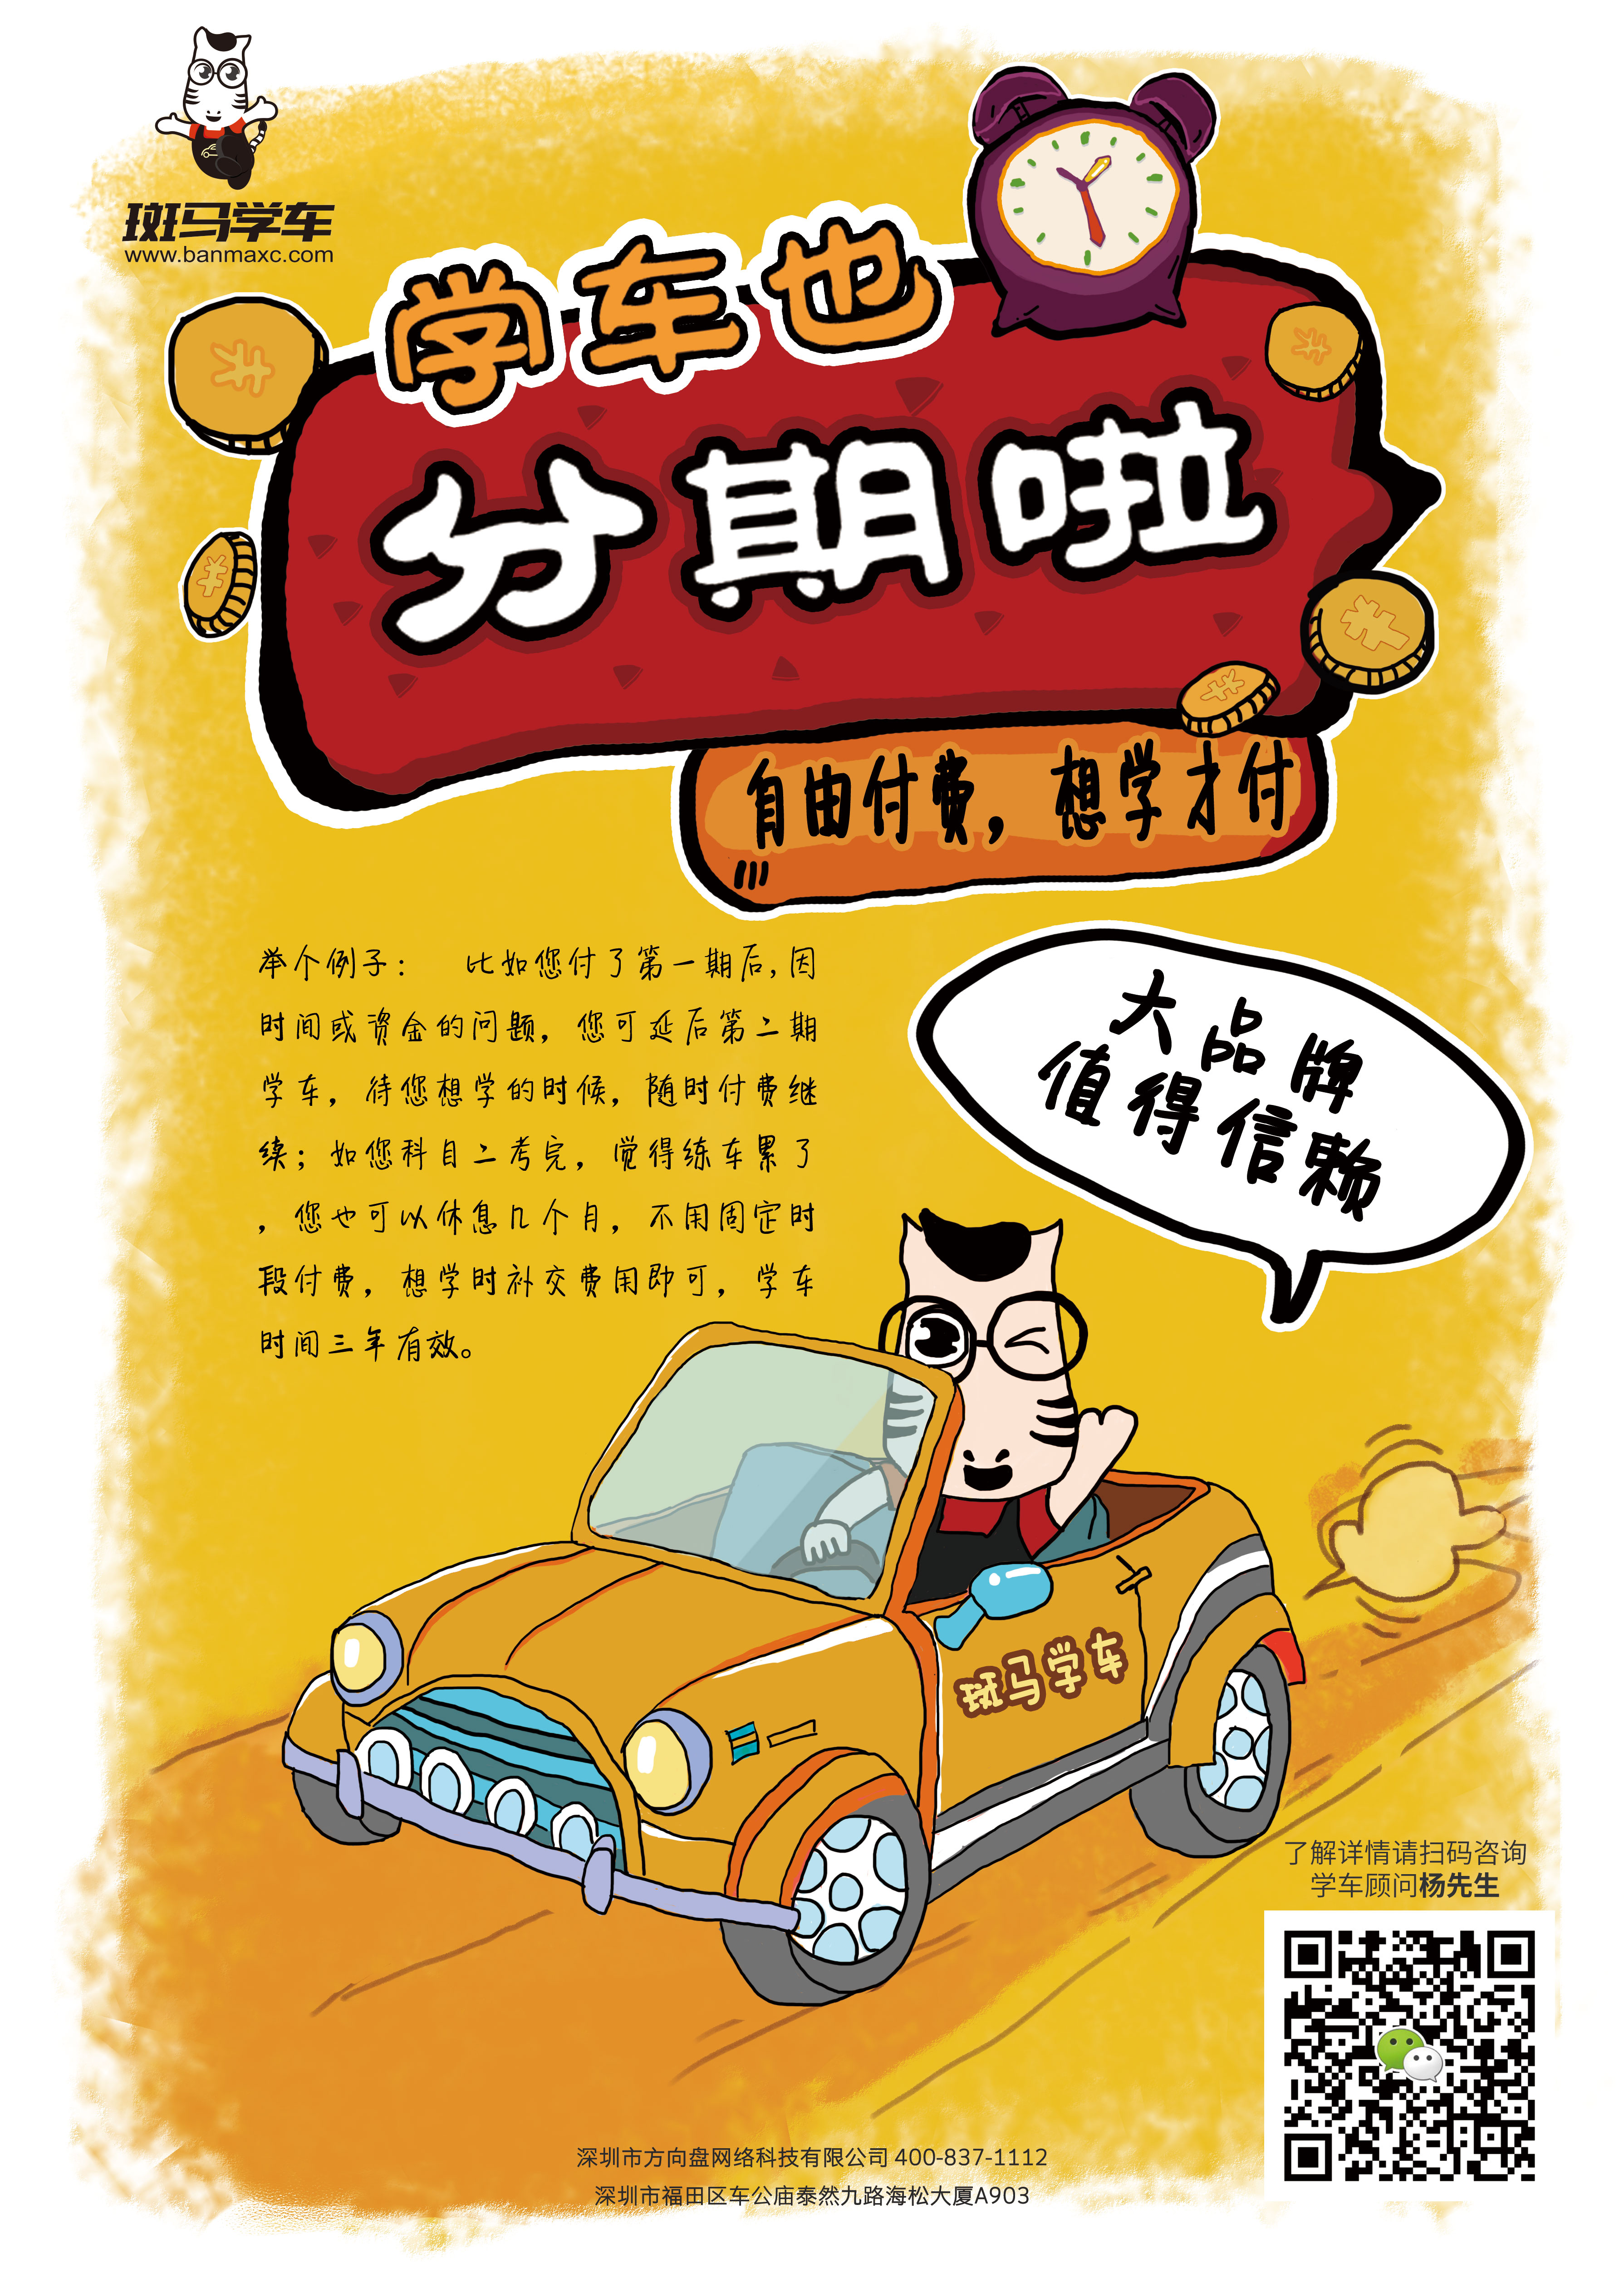 斑马学车
www.banmaxc.com
学车也
分期啦
自由付费，想学才付
举个例子： 比如您付了第一期后，因
时间或资金的问题，您可延后第二期
学车，待您想学的时候，随时付费继
续；如您科目二考完，觉得练车累了
，您也可以休息几个月，不用固定时
段付费，想学时补交费用即可，学车
时间三年有效。
大品牌
值得信赖
斑马学车
了解详情请扫码咨询
学车顾问杨先生
深圳市方向盘网络科技有限公司 400-837-1112
深圳市福田区车公庙泰然九路海松大厦A903